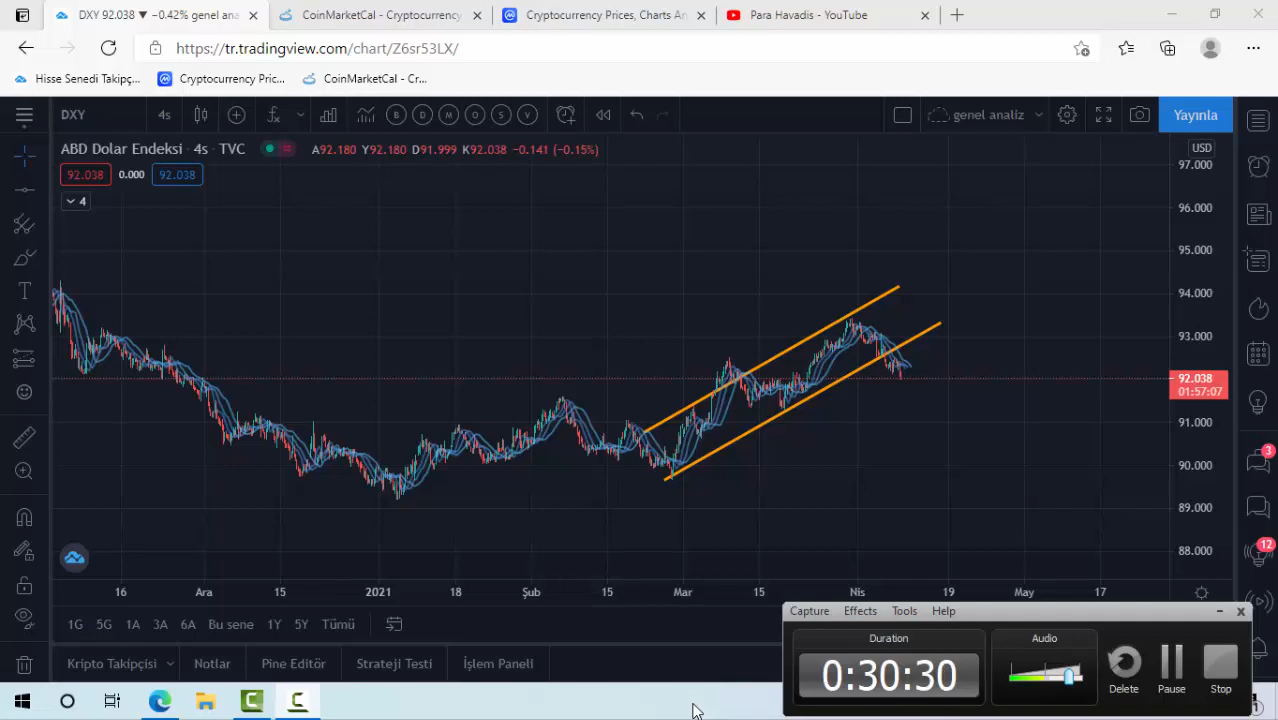 DXY 92.038 ▼ −0.42% genel ana
CoinMarketCal - Cryptocurrency
Cryptocurrency Prices, Charts An
Para Havadis - YouTube
https://tr.tradingview.com/chart/Z6sr53LX/
Hisse Senedi Takipç...
Cryptocurrency Pric...
CoinMarketCal - Cr...
DXY
4s
B
D
M
O
S
V
genel analiz
Yayınla
ABD Dolar Endeksi · 4s · TVC
A92.180 Y92.180 D91.999 K92.038 −0.141 (−0.15%)
USD
92.038
0.000
92.038
4
97.000
96.000
95.000
94.000
93.000
92.038
01:57:07
91.000
90.000
89.000
88.000
3
12
16
Ara
15
2021
18
Şub
15
Mar
15
Nis
19
May
17
1G
5G
1A
3A
6A
Bu sene
1Y
5Y
Tümü
Kripto Takipçisi
Notlar
Pine Editörü
Strateji Testi
İşlem Paneli
Capture
Effects
Tools
Help
Duration
0:30:30
Audio
Delete
Pause
Stop